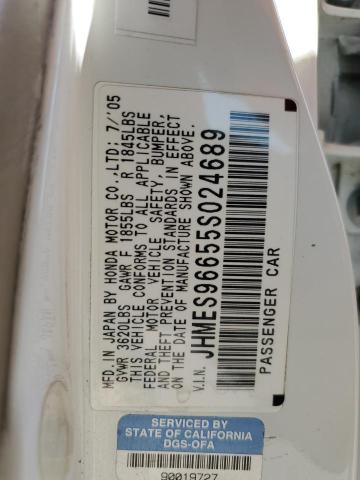 MFD. IN JAPAN BY HONDA MOTOR CO.,LTD: 7/'05
GVWR 3620LBS GAWR F 1855LBS R 1845LBS
THIS VEHICLE CONFORMS TO ALL APPLICABLE
FEDERAL MOTOR VEHICLE SAFETY, BUMPER,
AND THEFT PREVENTION STANDARDS IN EFFECT
ON THE DATE OF MANUFACTURE SHOWN ABOVE.
V.I.N. JHMES96655S024689
PASSENGER CAR
SERVICED BY
STATE OF CALIFORNIA
DGS-OFA
90019727